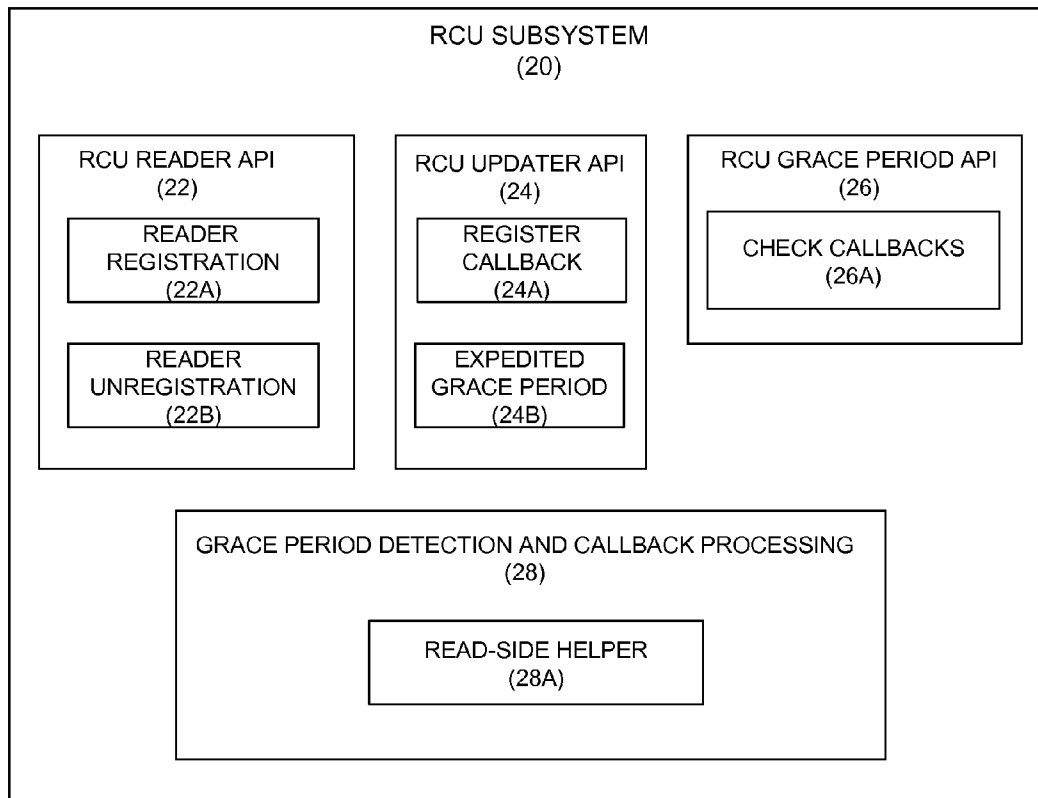 RCU SUBSYSTEM
(20)
RCU READER API
(22)
READER
REGISTRATION
(22A)
READER
UNREGISTRATION
(22B)
RCU UPDATER API
(24)
REGISTER
CALLBACK
(24A)
EXPEDITED
GRACE PERIOD
(24B)
RCU GRACE PERIOD API
(26)
CHECK CALLBACKS
(26A)
GRACE PERIOD DETECTION AND CALLBACK PROCESSING
(28)
READ-SIDE HELPER
(28A)